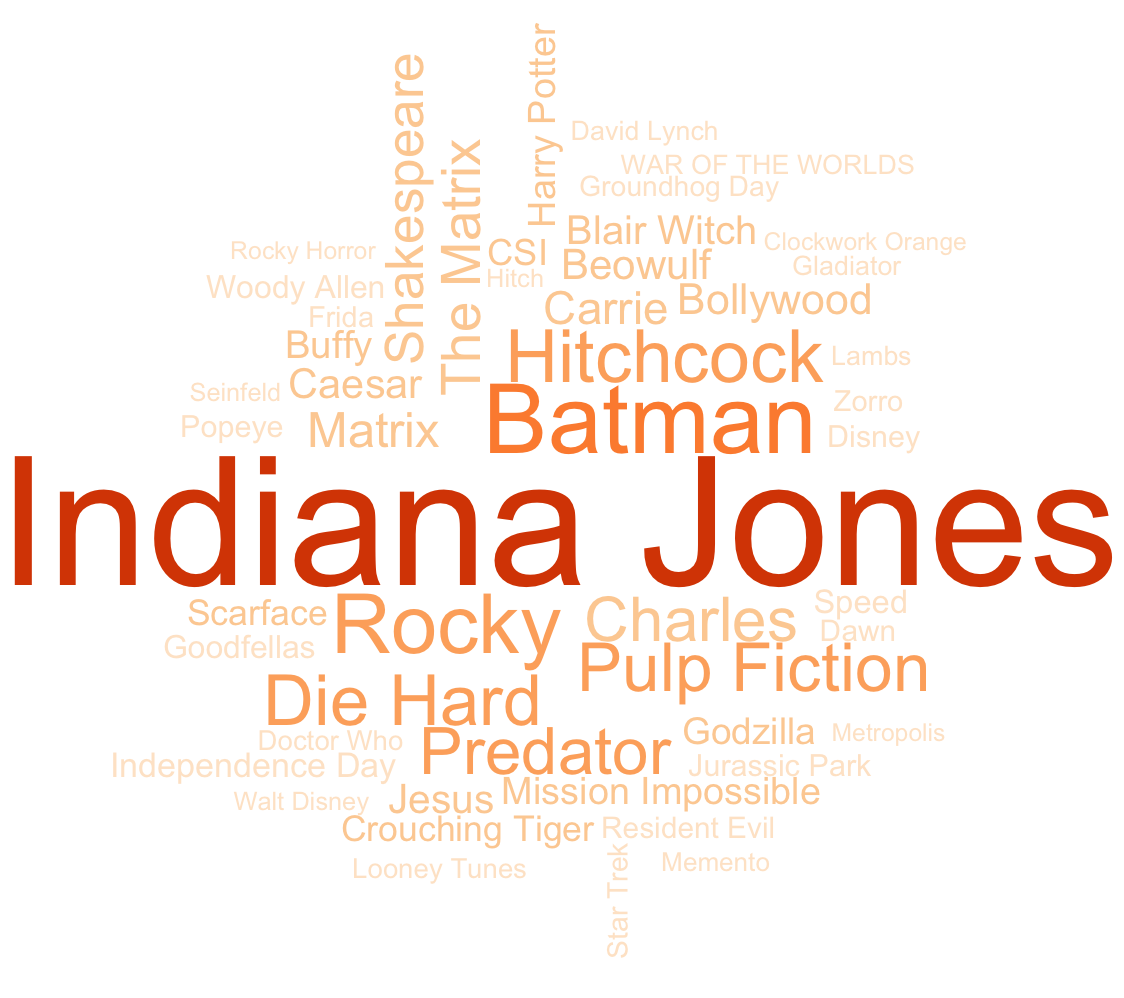 Harry Potter
Shakespeare
David Lynch
The Matrix
WAR OF THE WORLDS
Groundhog Day
Blair Witch
Rocky Horror
CSI
Clockwork Orange
Beowulf
Gladiator
Hitch
Woody Allen
Carrie
Bollywood
Frida
Buffy
Hitchcock
Lambs
Caesar
Seinfeld
Batman
Zorro
Popeye
Matrix
Disney
Indiana Jones
Scarface
Rocky
Charles
Speed
Dawn
Goodfellas
Pulp Fiction
Die Hard
Godzilla
Metropolis
Doctor Who
Predator
Independence Day
Jurassic Park
Walt Disney
Jesus
Mission Impossible
Crouching Tiger
Resident Evil
Looney Tunes
Memento
Star Trek